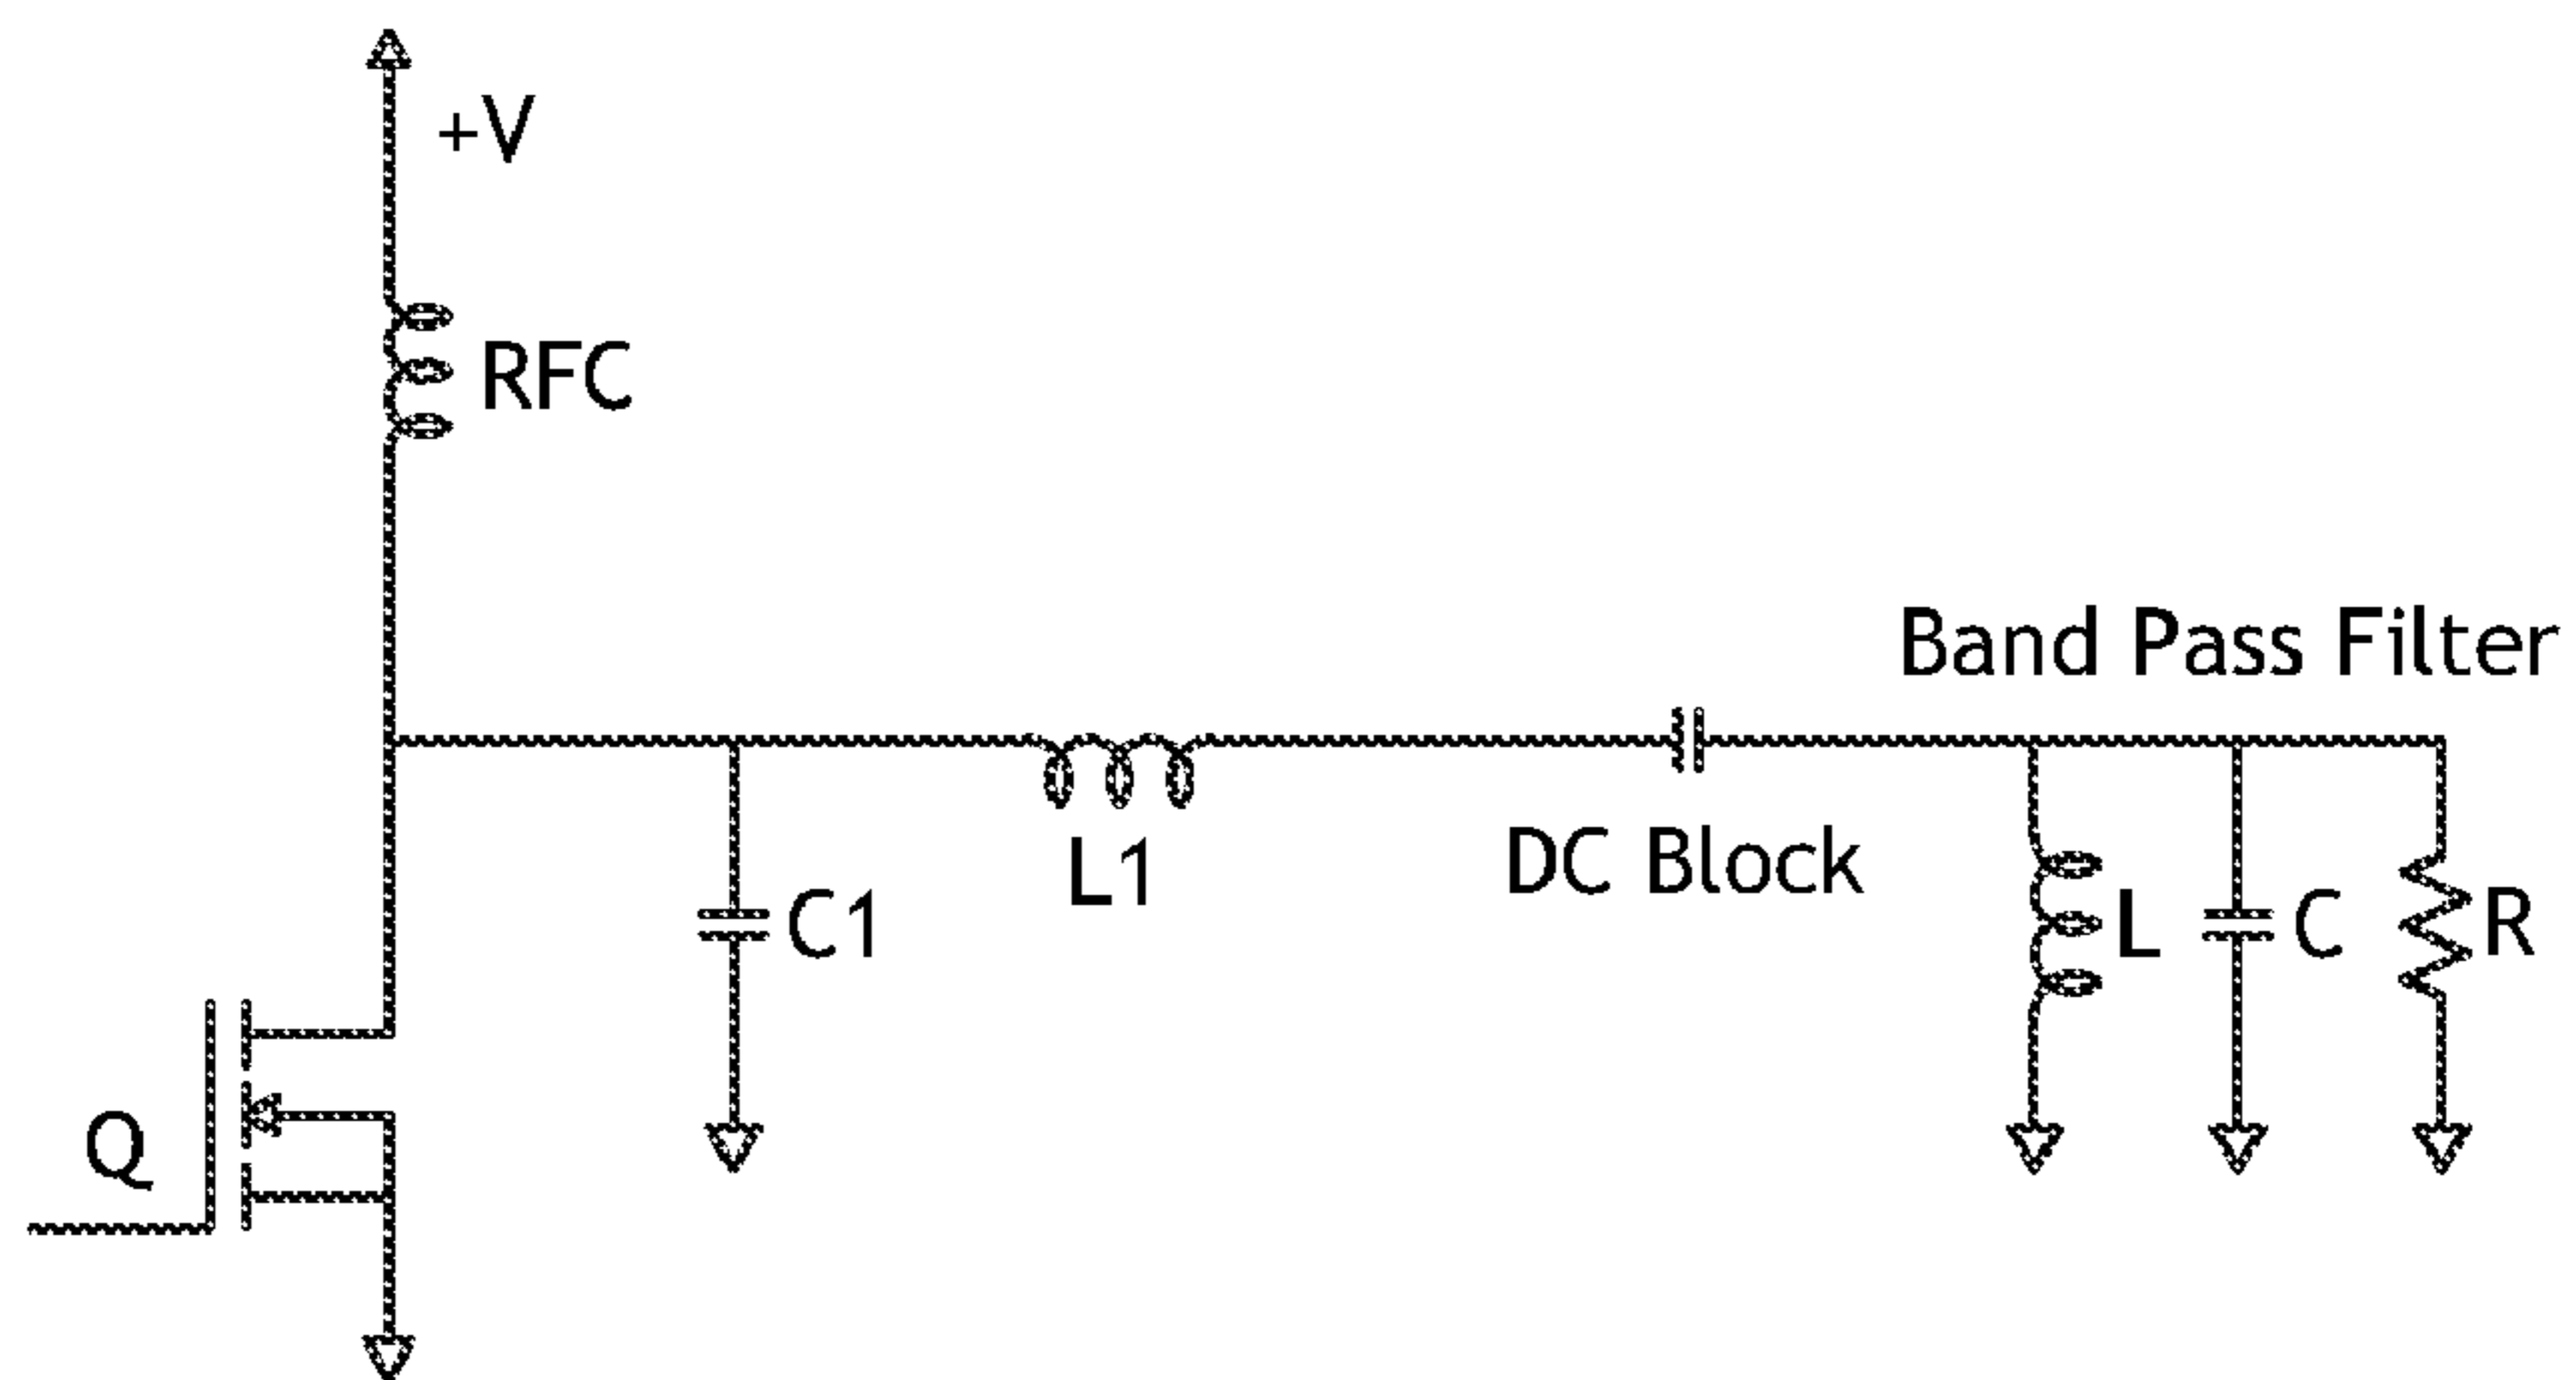 +V
RFC
Band Pass Filter
DC Block
L1
C1
L
C
R
Q